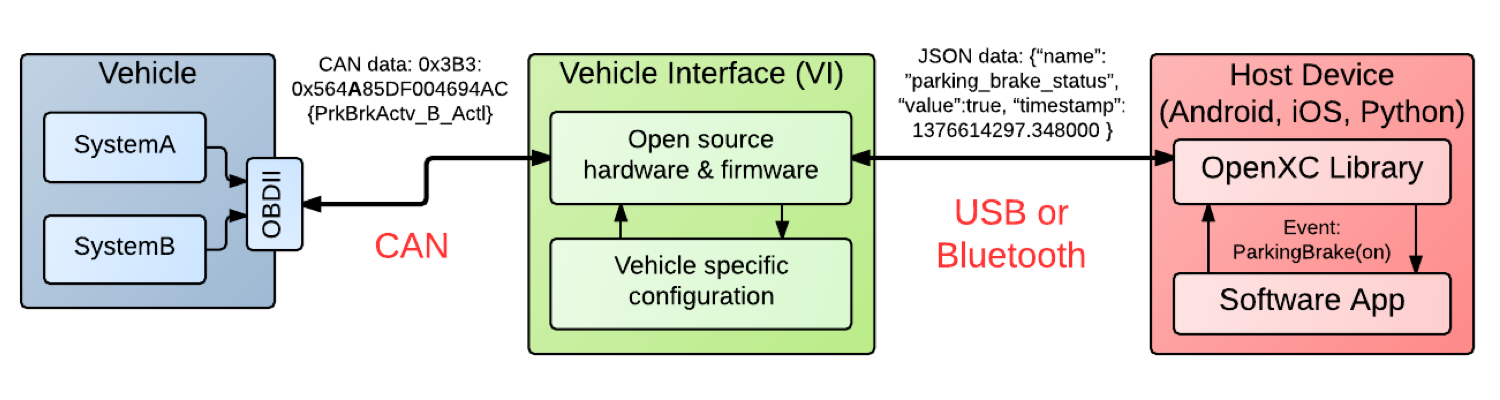 Vehicle
SystemA
SystemB
OBDII
CAN data: 0x3B3:
0x564A85DF004694AC
{PrkBrkActv_B_Actl}
CAN
Vehicle Interface (VI)
Open source
hardware & firmware
Vehicle specific
configuration
JSON data: {“name”:
”parking_brake_status”,
“value”:true, “timestamp”:
1376614297.348000 }
USB or
Bluetooth
Host Device
(Android, iOS, Python)
OpenXC Library
Event:
ParkingBrake(on)
Software App